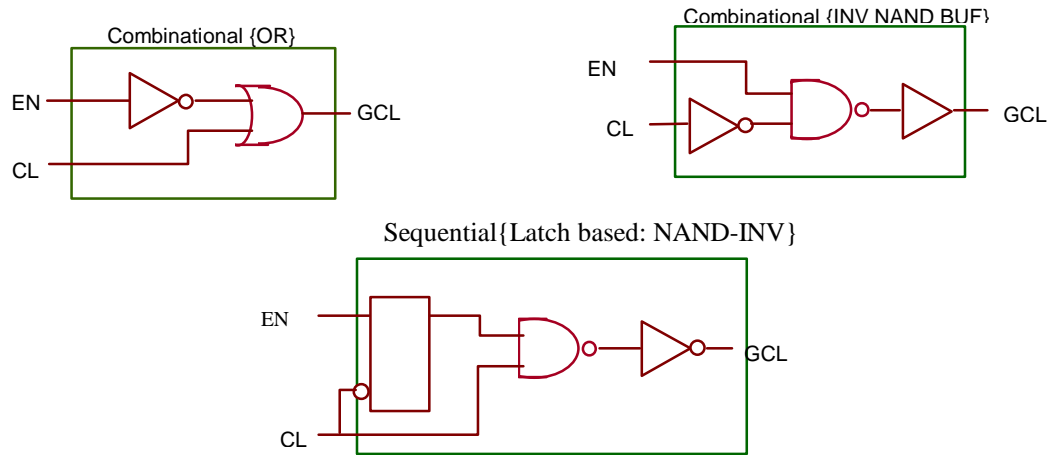 Combinational {OR}
EN
CL
GCL
Combinational {INV NAND BUF}
EN
CL
GCL
Sequential{Latch based: NAND-INV}
EN
CL
GCL